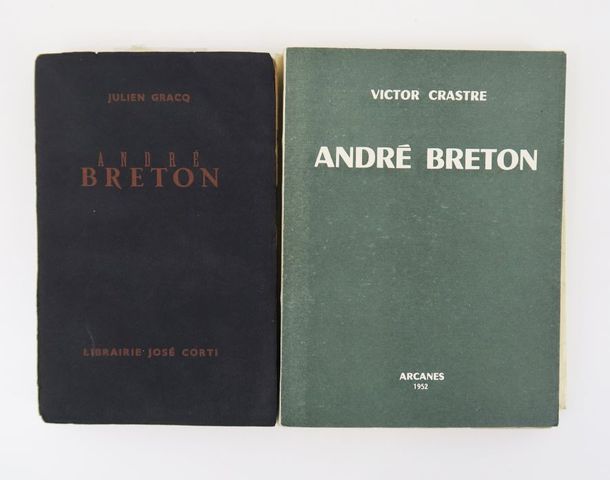 JULIEN GRACQ
ANDRÉ
BRETON
LIBRAIRIE JOSÉ CORTI
VICTOR CRASTRE
ANDRÉ BRETON
ARCANES
1952